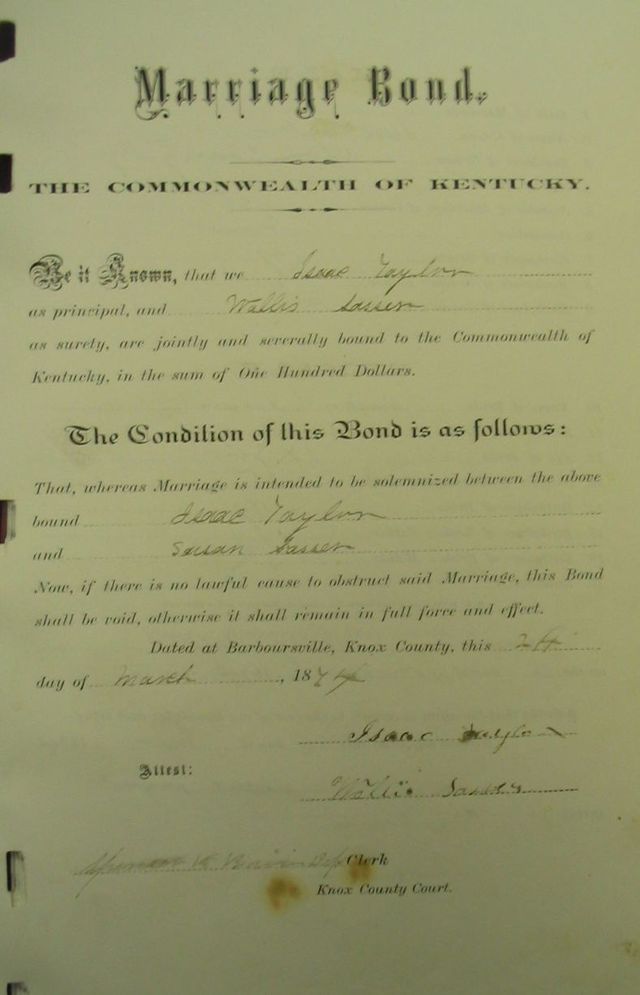 Marriage Bond.
THE COMMONWEALTH OF KENTUCKY.
Be it Known, that we Isaac Taylor
as principal, and Wallis Sasser
as surety, are jointly and severally bound to the Commonwealth of
Kentucky, in the sum of One Hundred Dollars.
The Condition of this Bond is as follows:
That, whereas Marriage is intended to be solemnized between the above
bound Isaac Taylor
and Susan Sasser
Now, if there is no lawful cause to obstruct said Marriage, this Bond
shall be void, otherwise it shall remain in full force and effect.
Dated at Barboursville, Knox County, this 24
day of March, 1874
Isaac Taylor
Attest:
Wallis Sasser
Clerk
Knox County Court.